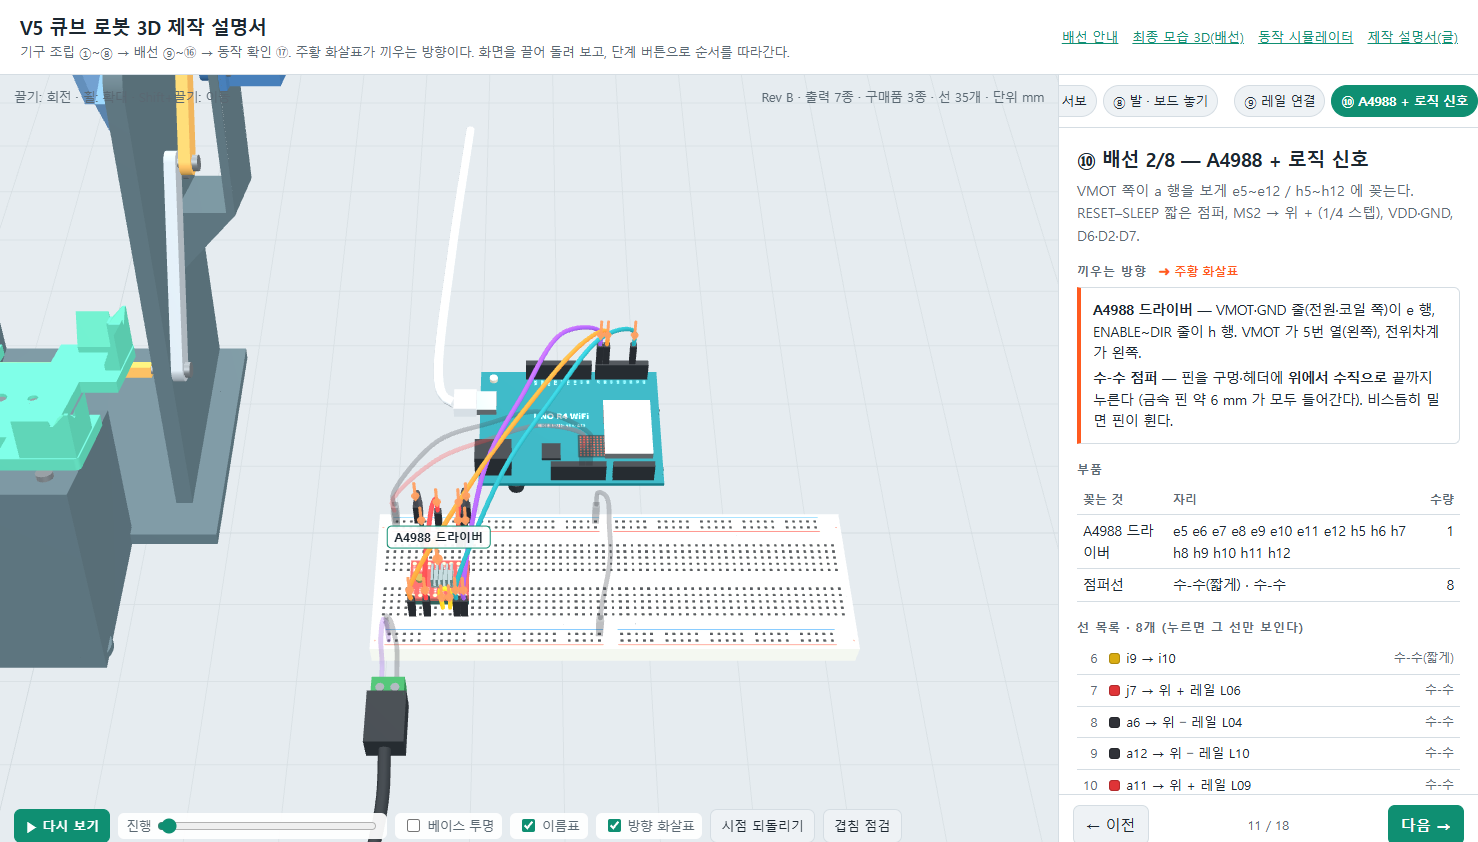 V5 큐브 로봇 3D 제작 설명서
기구 조립 ①~⑧ → 배선 ⑨~⑯ → 동작 확인 ⑰. 주황 화살표가 끼우는 방향이다. 화면을 끌어 돌려 보고, 단계 버튼으로 순서를 따라간다.
배선 안내 최종 모습 3D(배선) 동작 시뮬레이터 제작 설명서(글)
끌기: 회전 · 휠: 확대 끌기: 이
Rev B · 출력 7종 · 구매품 3종 · 선 35개 · 단위 mm
서보 ⑧ 발 · 보드 놓기 ⑨ 레일 연결 ⑩ A4988 + 로직 신호
⑩ 배선 2/8 — A4988 + 로직 신호
VMOT 쪽이 a 행을 보게 e5~e12 / h5~h12 에 꽂는다.
RESET–SLEEP 짧은 점퍼, MS2 → 위 + (1/4 스텝), VDD·GND,
D6·D2·D7.
끼우는 방향 → 주황 화살표
A4988 드라이버 — VMOT·GND 줄(전원·코일 쪽)이 e 행,
ENABLE~DIR 줄이 h 행. VMOT 가 5번 열(왼쪽), 전위차계
가 왼쪽.
수-수 점퍼 — 핀을 구멍·헤더에 위에서 수직으로 끝까지
누른다 (금속 핀 약 6 mm 가 모두 들어간다). 비스듬히 밀
면 핀이 휜다.
부품
꽂는 것 자리 수량
A4988 드라이버 e5 e6 e7 e8 e9 e10 e11 e12 h5 h6 h7 h8 h9 h10 h11 h12 1
점퍼선 수-수(짧게) · 수-수 8
선 목록 · 8개 (누르면 그 선만 보인다)
6 i9 → i10 수-수(짧게)
7 j7 → 위 + 레일 L06 수-수
8 a6 → 위 − 레일 L04 수-수
9 a12 → 위 − 레일 L10 수-수
10 a11 → 위 + 레일 L09 수-수
UNO R4 WiFi
A4988 드라이버
▶ 다시 보기 진행 베이스 투명 이름표 방향 화살표 시점 되돌리기 겹침 점검
← 이전 11 / 18 다음 →